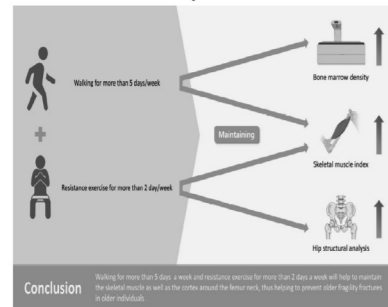 Walking for more than 5 days/week
Bone marrow density
Maintaining
Skeletal muscle index
Resistance exercise for more than 2 day/week
Hip structural analysis
Conclusion
Walking for more than 5 days a week and resistance exercise for more than 2 days a week will help to maintain
the skeletal muscle as well as the cortex around the femur neck, thus helping to prevent older fragility fractures
in older individuals